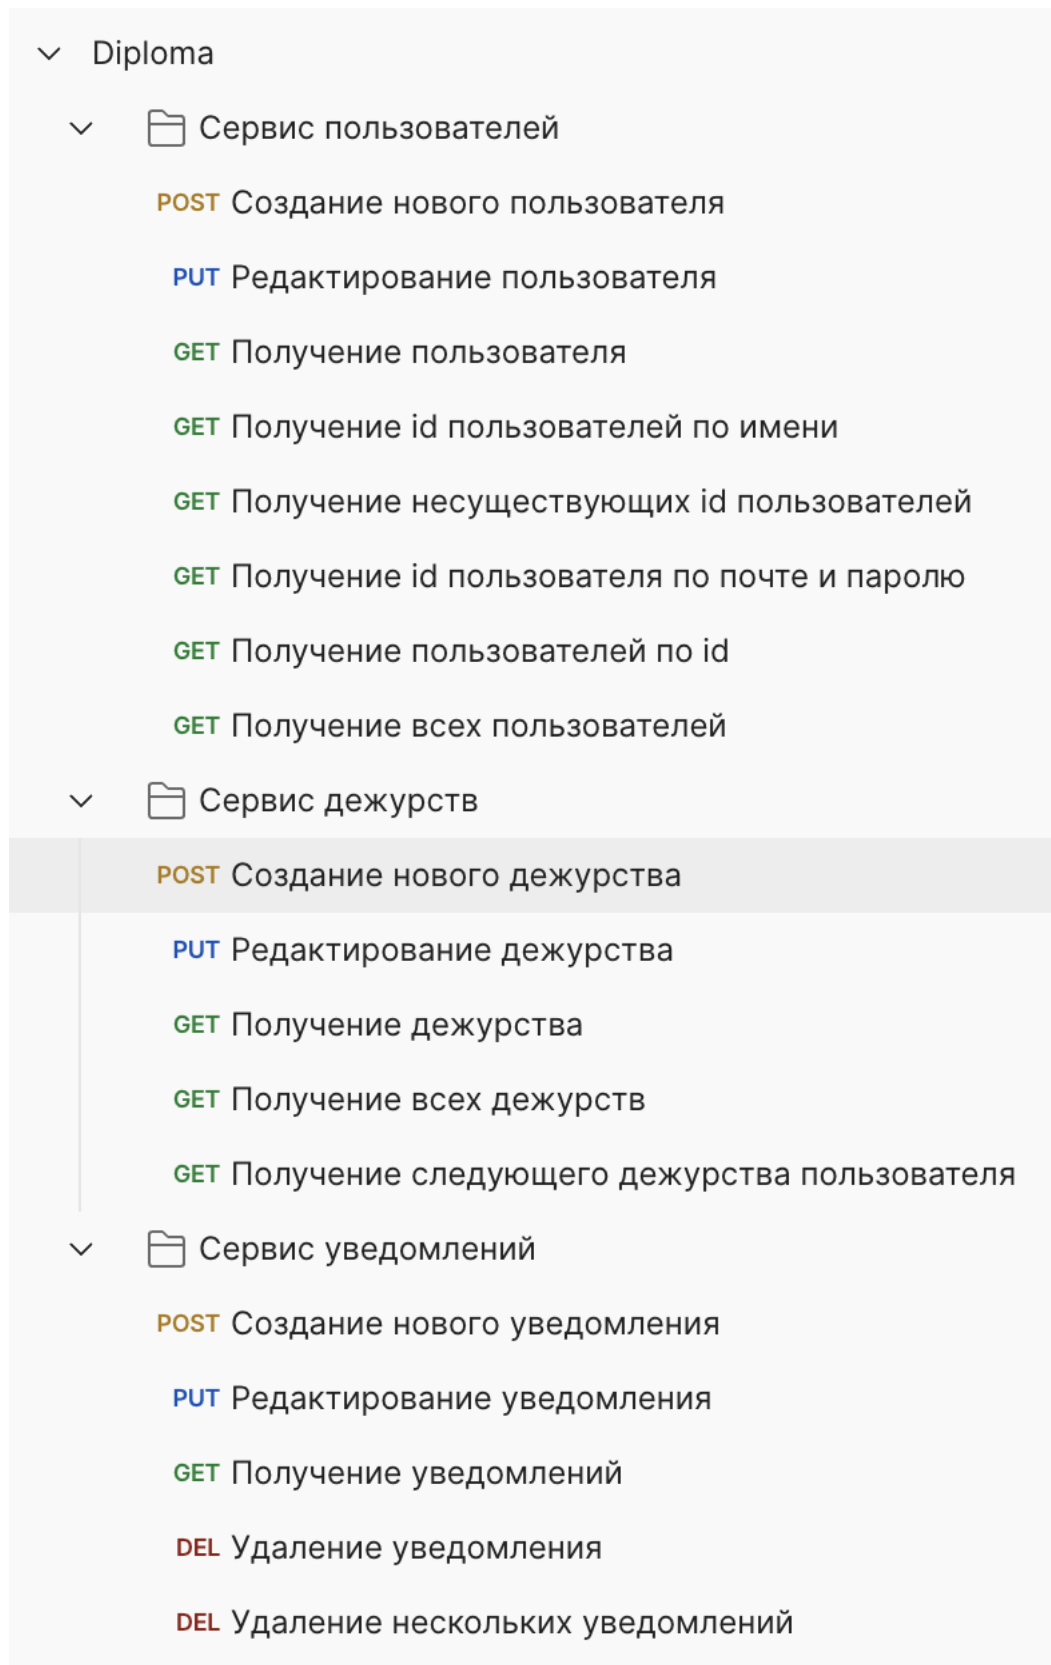 Diploma
Сервис пользователей
POST Создание нового пользователя
PUT Редактирование пользователя
GET Получение пользователя
GET Получение id пользователей по имени
GET Получение несуществующих id пользователей
GET Получение id пользователя по почте и паролю
GET Получение пользователей по id
GET Получение всех пользователей
Сервис дежурств
POST Создание нового дежурства
PUT Редактирование дежурства
GET Получение дежурства
GET Получение всех дежурств
GET Получение следующего дежурства пользователя
Сервис уведомлений
POST Создание нового уведомления
PUT Редактирование уведомления
GET Получение уведомлений
DEL Удаление уведомления
DEL Удаление нескольких уведомлений